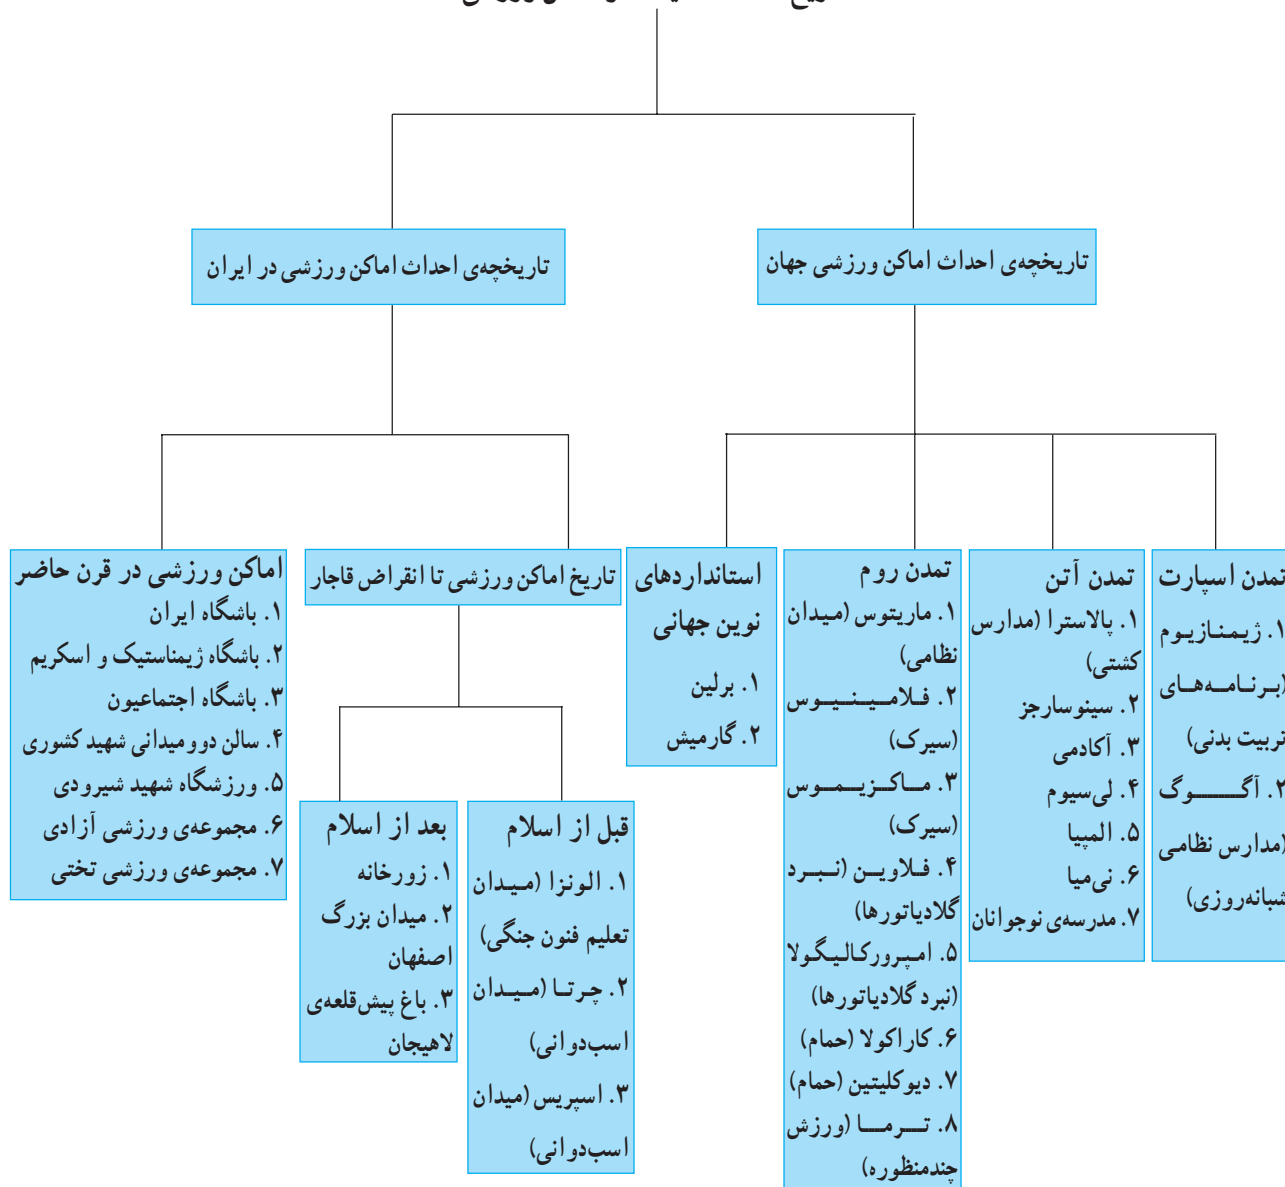 تاریخچه‌ی احداث اماکن ورزشی جهان
تاریخچه‌ی احداث اماکن ورزشی در ایران
تمدن اسپارت
۱. ژیمنازیوم
(برنامه‌های
تربیت بدنی)
۲. آگوگ
(مدارس نظامی
شبانه‌روزی)
تمدن آتن
۱. پالاسترا (مدارس
کشتی)
۲. سینوسارجز
۳. آکادمی
۴. لی‌سیوم
۵. المپیا
۶. نی‌میا
۷. مدرسه‌ی نوجوانان
تمدن روم
۱. ماریتوس (میدان
نظامی)
۲. فلامینیوس
(سیرک)
۳. ماکزیموس
(سیرک)
۴. فلاوین (نبرد
گلادیاتورها)
۵. امپرورکالیگولا
(نبرد گلادیاتورها)
۶. کاراکولا (حمام)
۷. دیوکلیتین (حمام)
۸. ترما (ورزش
چندمنظوره)
استانداردهای
نوین جهانی
۱. برلین
۲. گارمیش
تاریخ اماکن ورزشی تا انقراض قاجار
قبل از اسلام
۱. الونزا (میدان
تعلیم فنون جنگی)
۲. چرتا (میدان
اسب‌دوانی)
۳. اسپریس (میدان
اسب‌دوانی)
بعد از اسلام
۱. زورخانه
۲. میدان بزرگ
اصفهان
۳. باغ پیش‌قلعه‌ی
لاهیجان
اماکن ورزشی در قرن حاضر
۱. باشگاه ایران
۲. باشگاه ژیمناستیک و اسکریم
۳. باشگاه اجتماعیون
۴. سالن دوومیدانی شهید کشوری
۵. ورزشگاه شهید شیرودی
۶. مجموعه‌ی ورزشی آزادی
۷. مجموعه‌ی ورزشی تختی